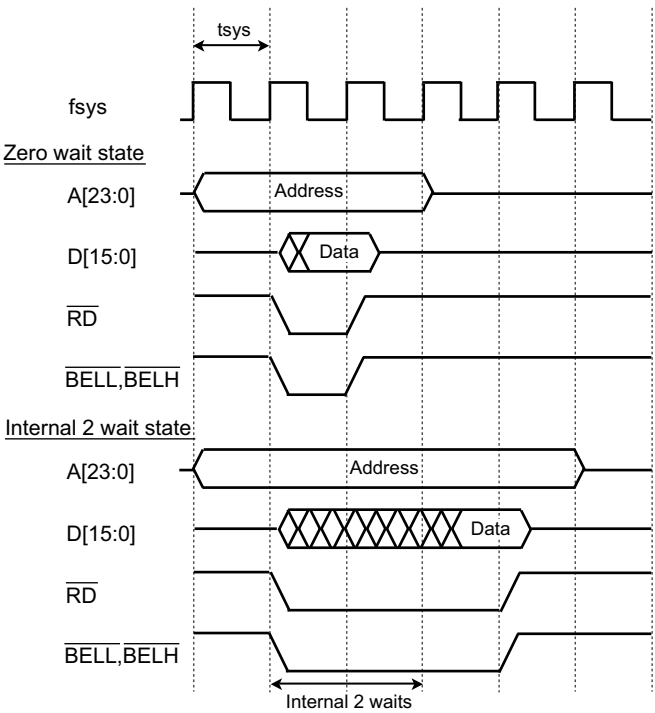 tsys
fsys
Zero wait state
A[23:0]
Address
D[15:0]
Data
RD
BELL,BELH
Internal 2 wait state
A[23:0]
Address
D[15:0]
Data
RD
BELL,BELH
Internal 2 waits